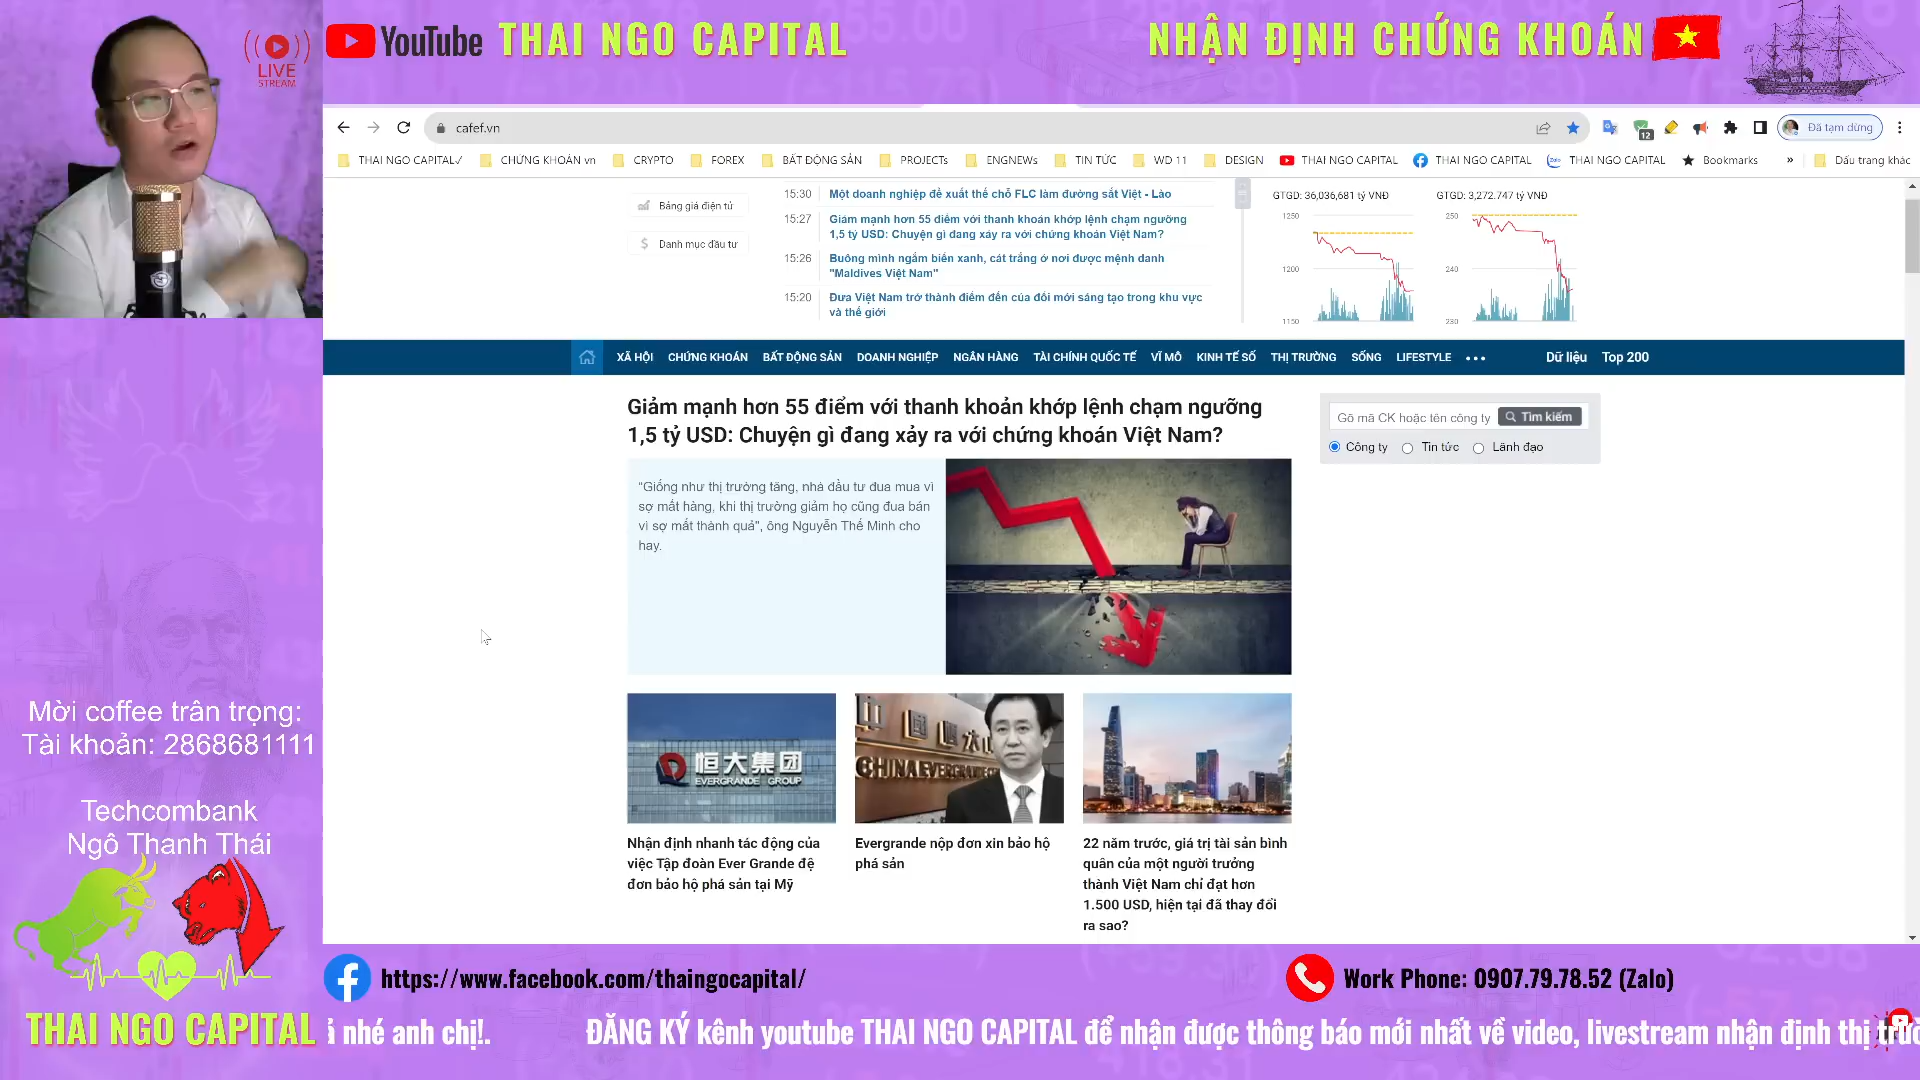 LIVE
STREAM
YouTube
THAI NGO CAPITAL
NHẬN ĐỊNH CHỨNG KHOÁN
cafef.vn
12
Đã tạm dừng
THAI NGO CAPITAL✓
CHỨNG KHOÁN vn
CRYPTO
FOREX
BẤT ĐỘNG SẢN
PROJECTs
ENGNEWs
TIN TỨC
WD 11
DESIGN
THAI NGO CAPITAL
THAI NGO CAPITAL
THAI NGO CAPITAL
Bookmarks
»
Dấu trang khác
Bảng giá điện tử
Danh mục đầu tư
15:30
Một doanh nghiệp đề xuất thế chỗ FLC làm đường sắt Việt - Lào
15:27
Giảm mạnh hơn 55 điểm với thanh khoản khớp lệnh chạm ngưỡng
1,5 tỷ USD: Chuyện gì đang xảy ra với chứng khoán Việt Nam?
15:26
Buông mình ngắm biển xanh, cát trắng ở nơi được mệnh danh
"Maldives Việt Nam"
15:20
Đưa Việt Nam trở thành điểm đến của đổi mới sáng tạo trong khu vực
và thế giới
GTGD: 36,036,681 tỷ VNĐ
1250
1200
1150
GTGD: 3,272.747 tỷ VNĐ
250
240
230
XÃ HỘI
CHỨNG KHOÁN
BẤT ĐỘNG SẢN
DOANH NGHIỆP
NGÂN HÀNG
TÀI CHÍNH QUỐC TẾ
VĨ MÔ
KINH TẾ SỐ
THỊ TRƯỜNG
SỐNG
LIFESTYLE
Dữ liệu
Top 200
Giảm mạnh hơn 55 điểm với thanh khoản khớp lệnh chạm ngưỡng
1,5 tỷ USD: Chuyện gì đang xảy ra với chứng khoán Việt Nam?
"Giống như thị trường tăng, nhà đầu tư đua mua vì
sợ mất hàng, khi thị trường giảm họ cũng đua bán
vì sợ mất thành quả", ông Nguyễn Thế Minh cho
hay.
Gõ mã CK hoặc tên công ty
Tìm kiếm
Công ty
Tin tức
Lãnh đạo
恒大集团
EVERGRANDE GROUP
CHINA EVERGRANDE
Nhận định nhanh tác động của
việc Tập đoàn Ever Grande đệ
đơn bảo hộ phá sản tại Mỹ
Evergrande nộp đơn xin bảo hộ
phá sản
22 năm trước, giá trị tài sản bình
quân của một người trưởng
thành Việt Nam chỉ đạt hơn
1.500 USD, hiện tại đã thay đổi
ra sao?
Mời coffee trân trọng:
Tài khoản: 2868681111
Techcombank
Ngô Thanh Thái
THAI NGO CAPITAL
https://www.facebook.com/thaingocapital/
Work Phone: 0907.79.78.52 (Zalo)
ả nhé anh chị!.
ĐĂNG KÝ kênh youtube THAI NGO CAPITAL để nhận được thông báo mới nhất về video, livestream nhận định thị